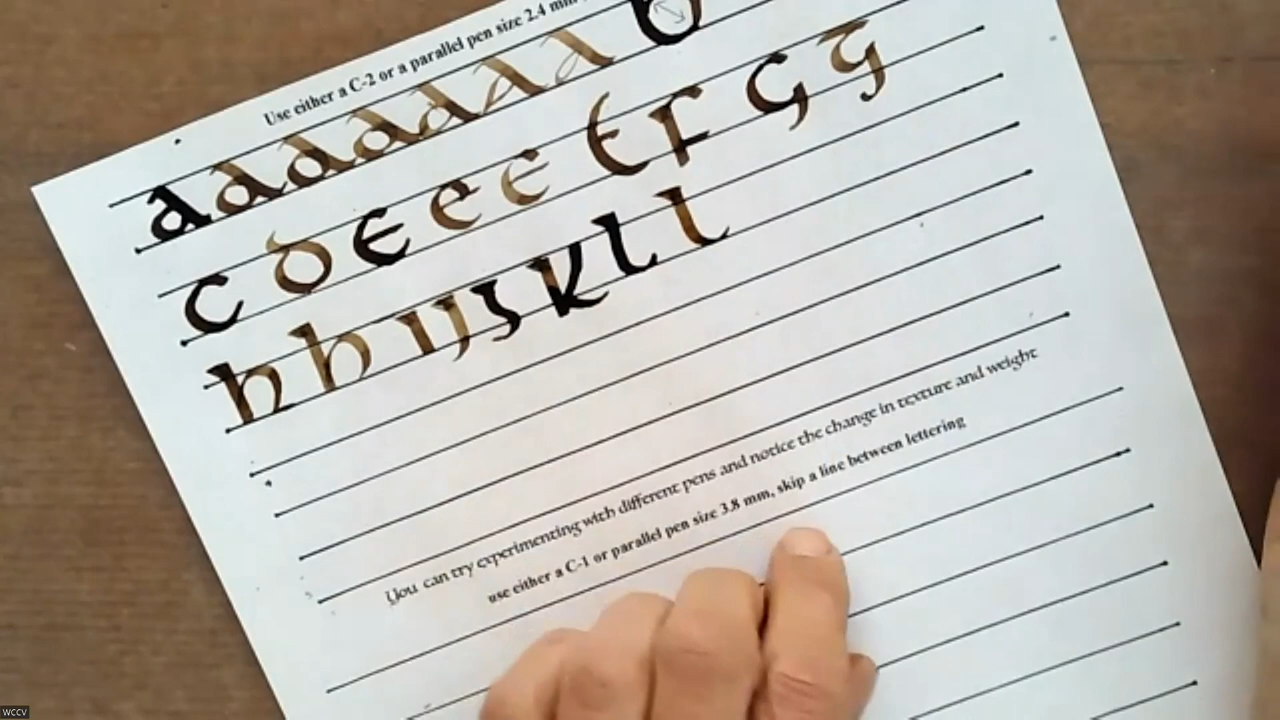 Use either a C-2 or a parallel pen size 2.4 mm
a d d d d d d b
c d e e e e f g g
h h i j j k l l
You can try experimenting with different pens and notice the change in texture and weight
use either a C-1 or parallel pen size 3.8 mm, skip a line between lettering
WCCV